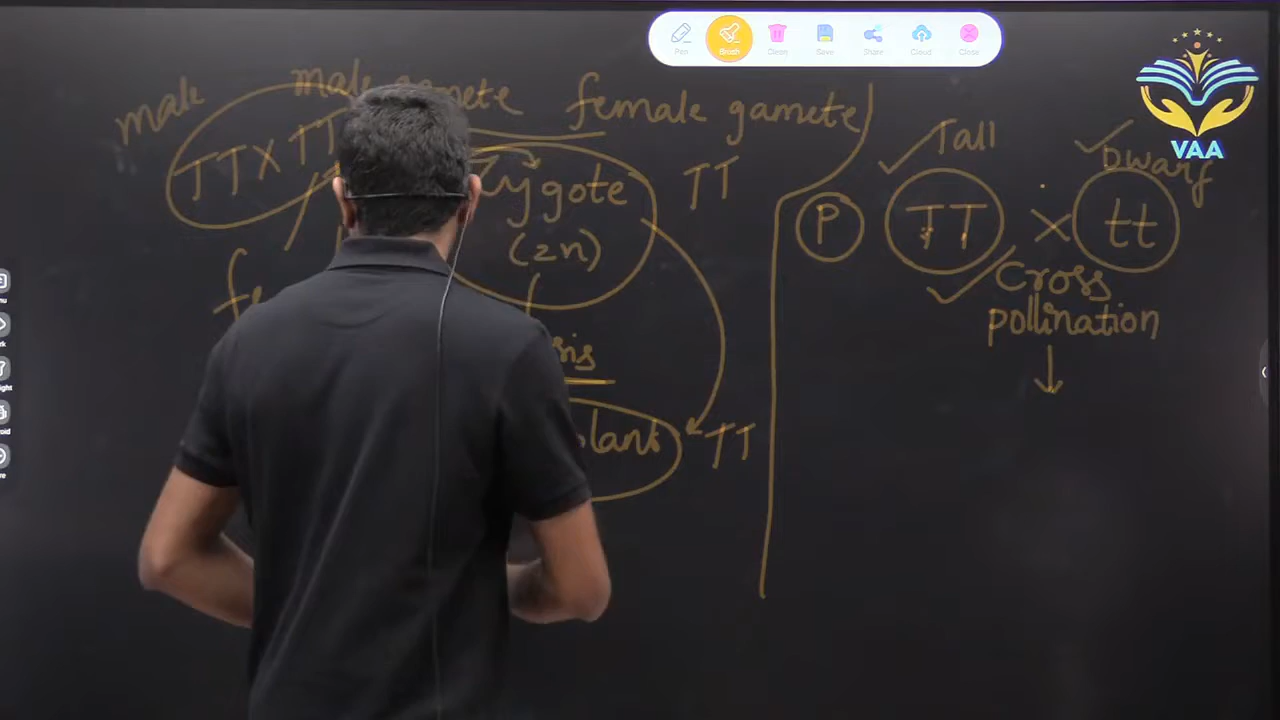 Pen
Brush
Clean
Save
Share
Cloud
Close
VAA
male
male gamete
female gamete
TT X TT
zygote
TT
(2n)
TT
Tall
Dwarf
P
TT
X
tt
Cross
pollination